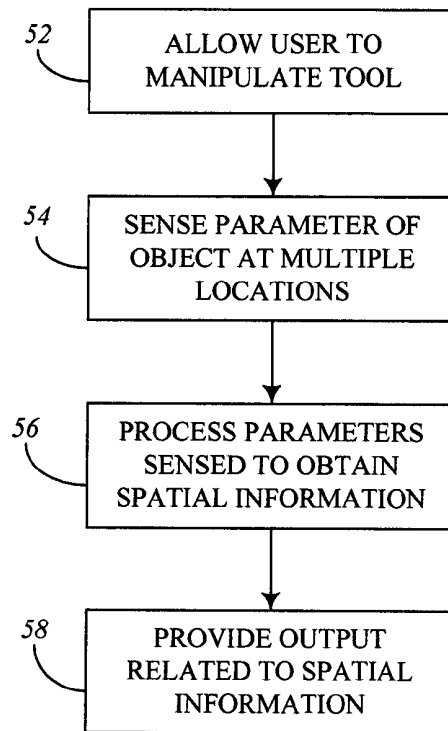 52
ALLOW USER TO
MANIPULATE TOOL
54
SENSE PARAMETER OF
OBJECT AT MULTIPLE
LOCATIONS
56
PROCESS PARAMETERS
SENSED TO OBTAIN
SPATIAL INFORMATION
58
PROVIDE OUTPUT
RELATED TO SPATIAL
INFORMATION